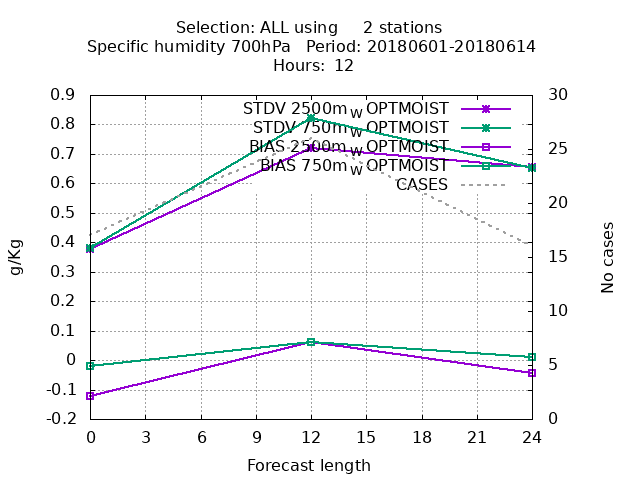 Selection: ALL using     2 stations
Specific humidity 700hPa   Period: 20180601-20180614
Hours: 12
STDV 2500m_W OPTMOIST
STDV 750m_W OPTMOIST
BIAS 2500m_W OPTMOIST
BIAS 750m_W OPTMOIST
CASES
0.9
0.8
0.7
0.6
0.5
0.4
0.3
0.2
0.1
0
-0.1
-0.2
g/Kg
30
25
20
15
10
5
0
No cases
0 3 6 9 12 15 18 21 24
Forecast length